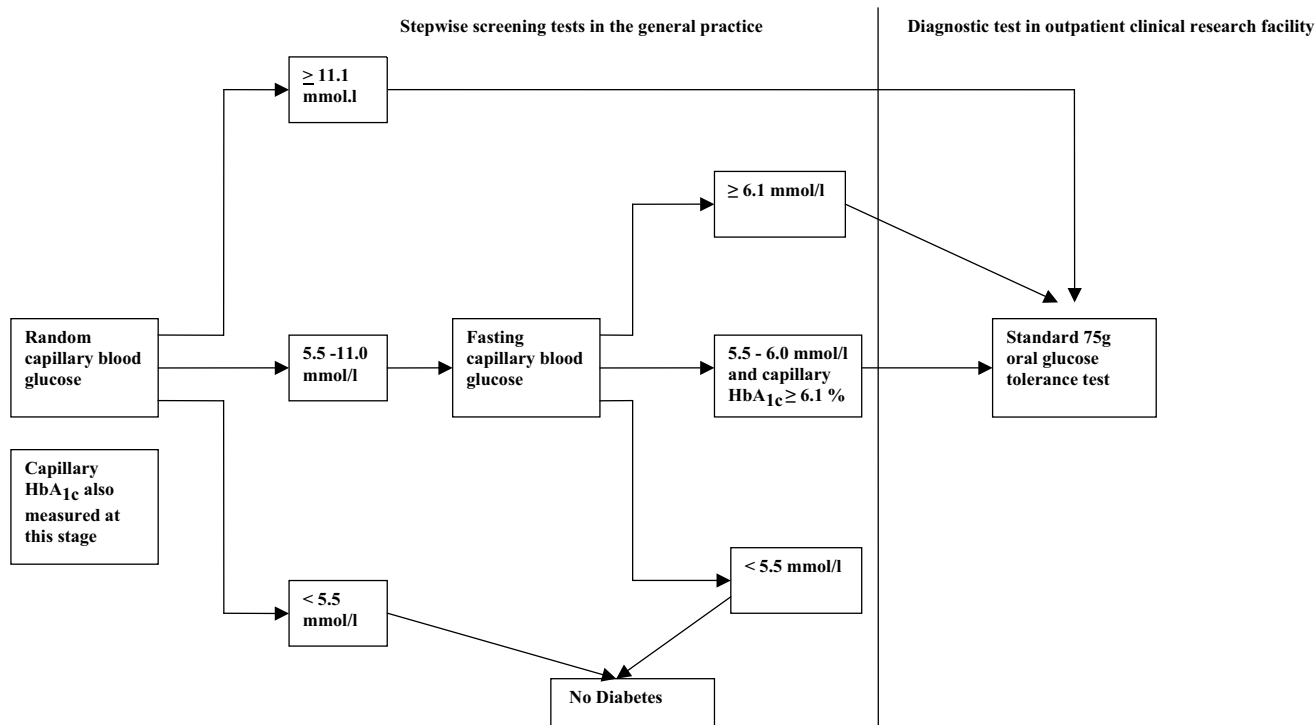 Stepwise screening tests in the general practice
Diagnostic test in outpatient clinical research facility
≥ 11.1
mmol.l
≥ 6.1 mmol/l
Random
capillary blood
glucose
5.5 -11.0
mmol/l
Fasting
capillary blood
glucose
5.5 - 6.0 mmol/l
and capillary
HbA1c ≥ 6.1 %
Standard 75g
oral glucose
tolerance test
Capillary
HbA1c also
measured at
this stage
< 5.5
mmol/l
< 5.5 mmol/l
No Diabetes